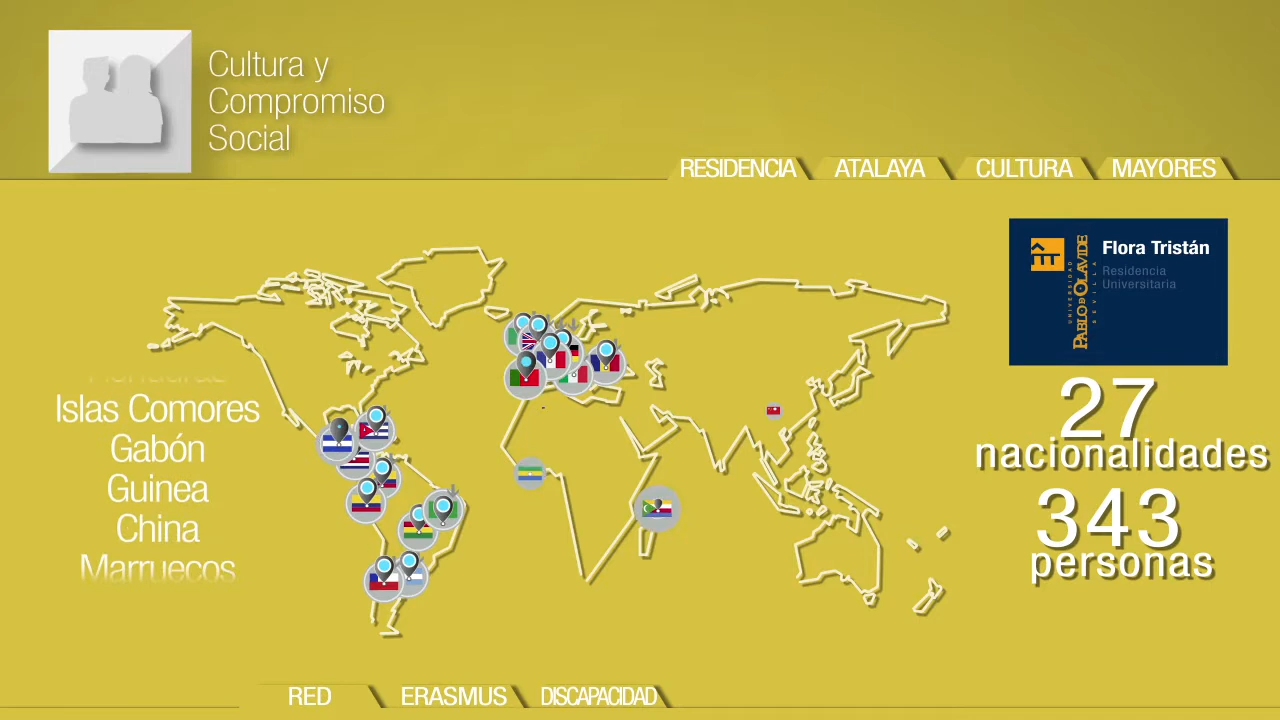 Cultura y
Compromiso
Social
RESIDENCIA
ATALAYA
CULTURA
MAYORES
Flora Tristán
Residencia
Universitaria
UNIVERSIDAD
PABLO DE OLAVIDE
SEVILLA
Honduras
Islas Comores
Gabón
Guinea
China
Marruecos
27
nacionalidades
343
personas
RED
ERASMUS
DISCAPACIDAD